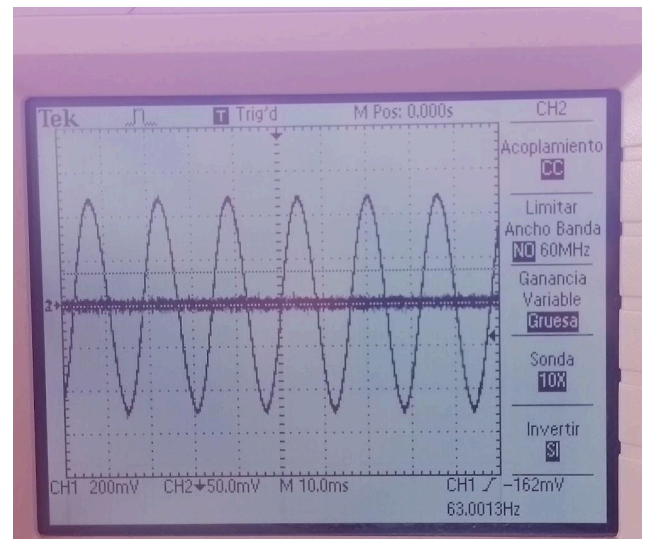 Tek T Trig'd M Pos: 0.000s CH2
Acoplamiento
CC
Limitar
Ancho Banda
NO 60MHz
Ganancia
Variable
Gruesa
2
Sonda
10X
Invertir
SI
CH1 200mV CH2 50.0mV M 10.0ms CH1 -162mV
63.0013Hz